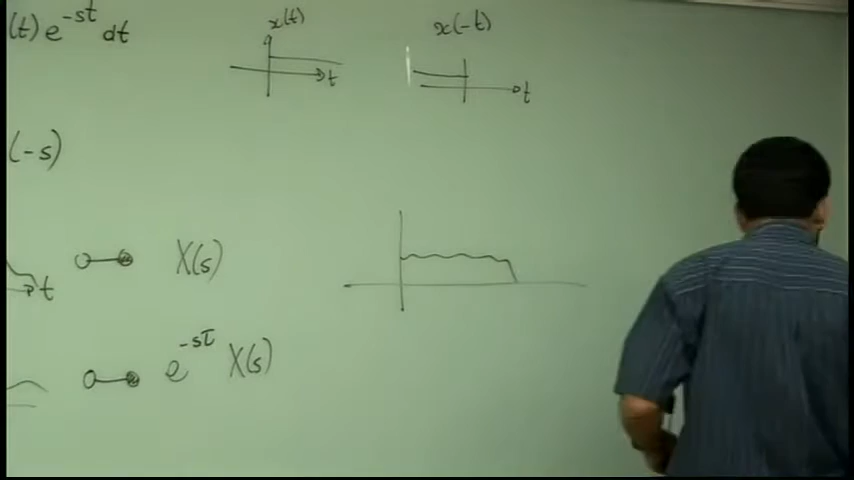 (t) e^{-st} dt
x(t)
t
x(-t)
t
(-s)
t
X(s)
e^{-sτ} X(s)